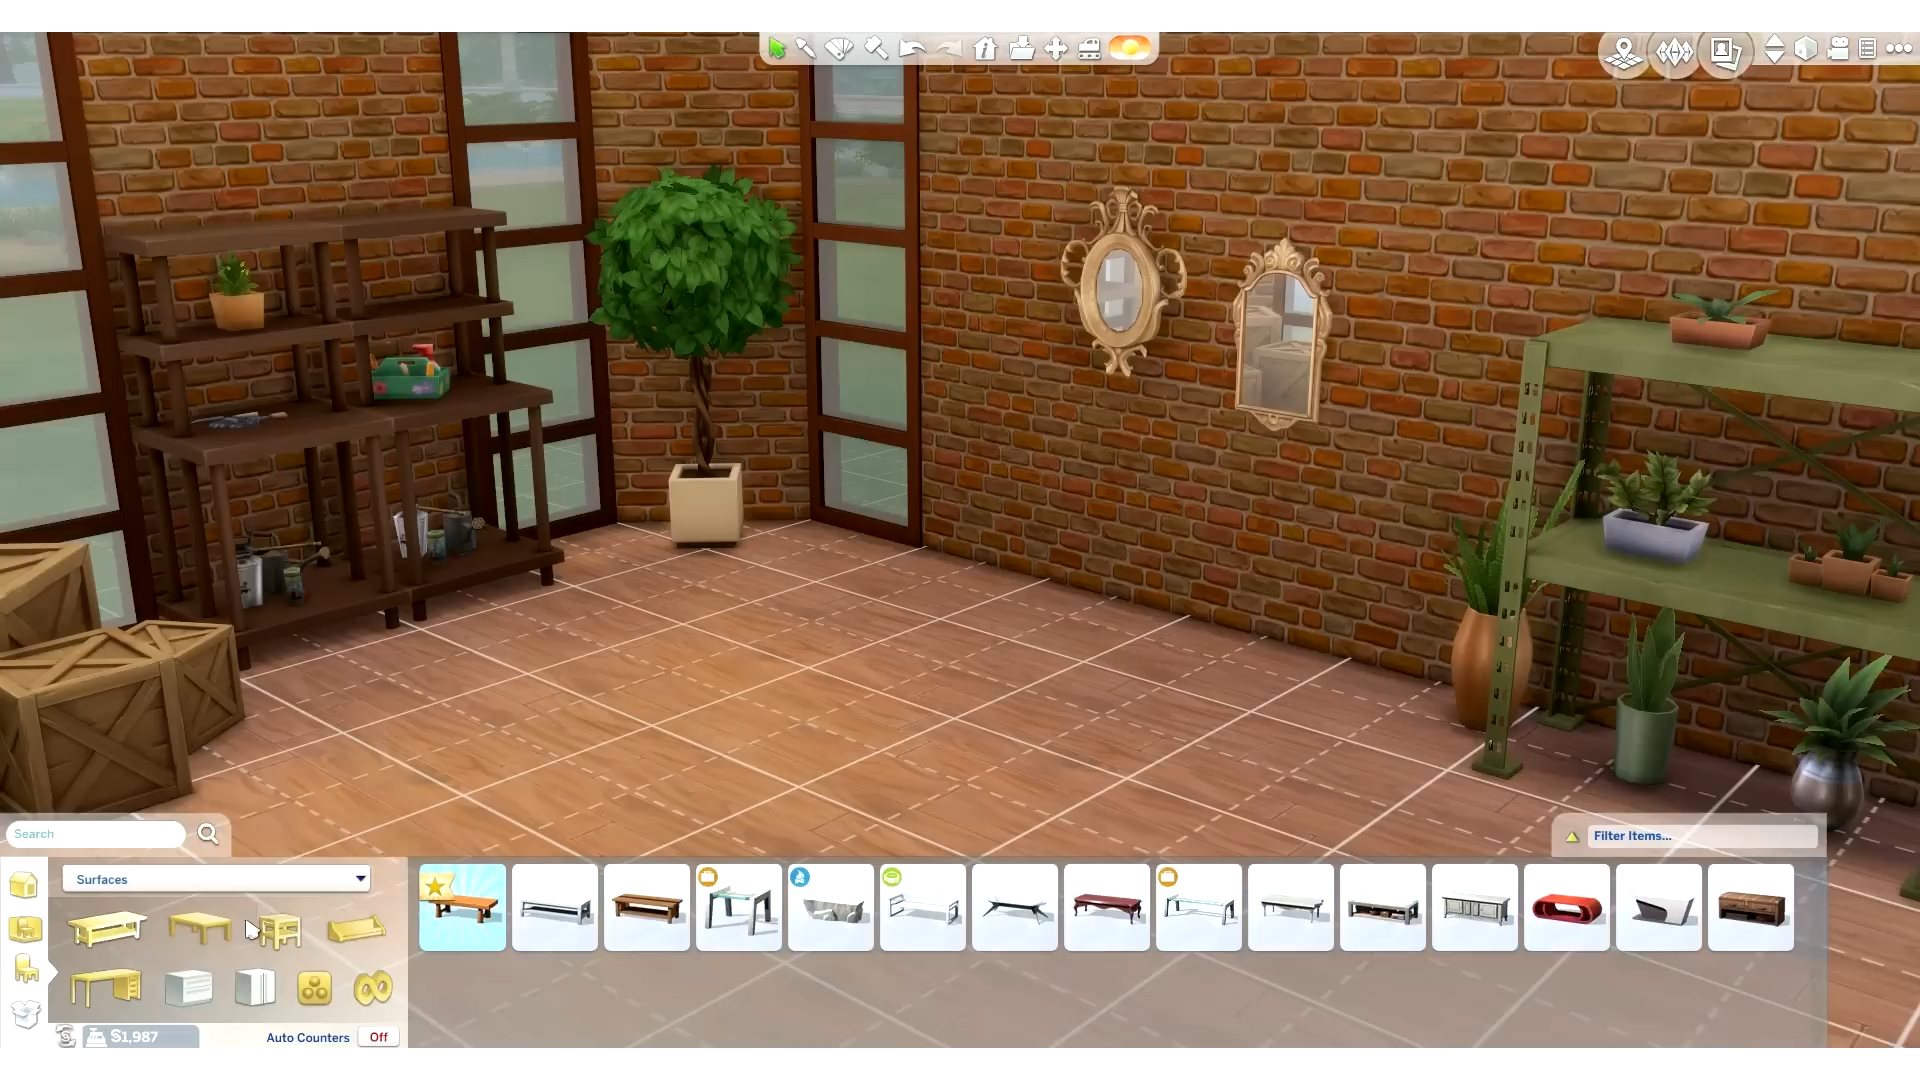 Search
Filter Items...
Surfaces
§1,987
Auto Counters
Off